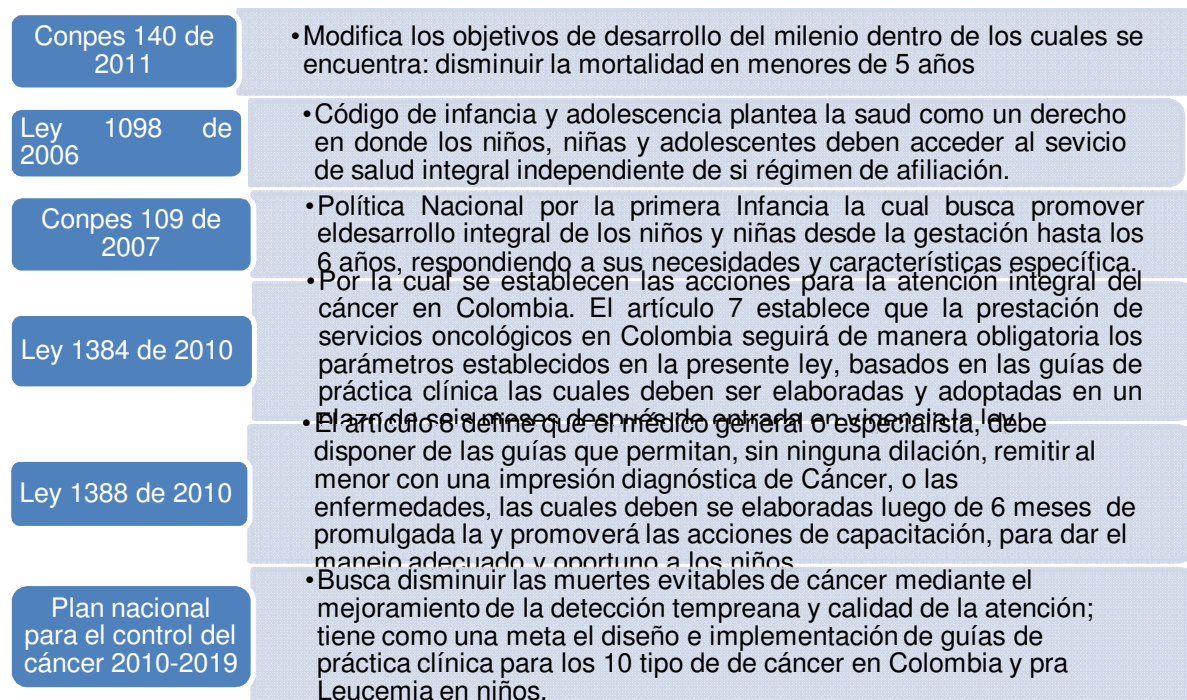 Conpes 140 de
2011
•Modifica los objetivos de desarrollo del milenio dentro de los cuales se
encuentra: disminuir la mortalidad en menores de 5 años
Ley 1098 de
2006
•Código de infancia y adolescencia plantea la saud como un derecho
en donde los niños, niñas y adolescentes deben acceder al sevicio
de salud integral independiente de si régimen de afiliación.
Conpes 109 de
2007
•Política Nacional por la primera Infancia la cual busca promover
eldesarrollo integral de los niños y niñas desde la gestación hasta los
6 años, respondiendo a sus necesidades y características específica.
Ley 1384 de 2010
•Por la cual se establecen las acciones para la atención integral del
cáncer en Colombia. El artículo 7 establece que la prestación de
servicios oncológicos en Colombia seguirá de manera obligatoria los
parámetros establecidos en la presente ley, basados en las guías de
práctica clínica las cuales deben ser elaboradas y adoptadas en un
plazo de seis meses después de entrada en vigencia la ley.
Ley 1388 de 2010
•El artículo 6 define que el médico general o especialista, debe
disponer de las guías que permitan, sin ninguna dilación, remitir al
menor con una impresión diagnóstica de Cáncer, o las
enfermedades, las cuales deben se elaboradas luego de 6 meses de
promulgada la y promoverá las acciones de capacitación, para dar el
manejo adecuado y oportuno a los niños
Plan nacional
para el control del
cáncer 2010-2019
•Busca disminuir las muertes evitables de cáncer mediante el
mejoramiento de la detección tempreana y calidad de la atención;
tiene como una meta el diseño e implementación de guías de
práctica clínica para los 10 tipo de de cáncer en Colombia y pra
Leucemia en niños.